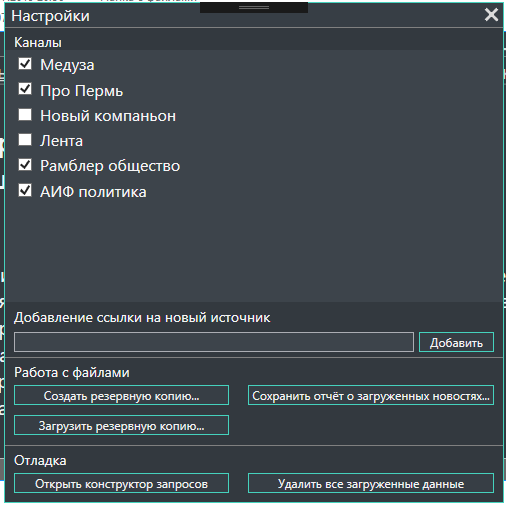 Настройки
Каналы
Медуза
Про Пермь
Новый компаньон
Лента
Рамблер общество
АИФ политика
Добавление ссылки на новый источник
Добавить
Работа с файлами
Создать резервную копию...
Сохранить отчёт о загруженных новостях...
Загрузить резервную копию...
Отладка
Открыть конструктор запросов
Удалить все загруженные данные